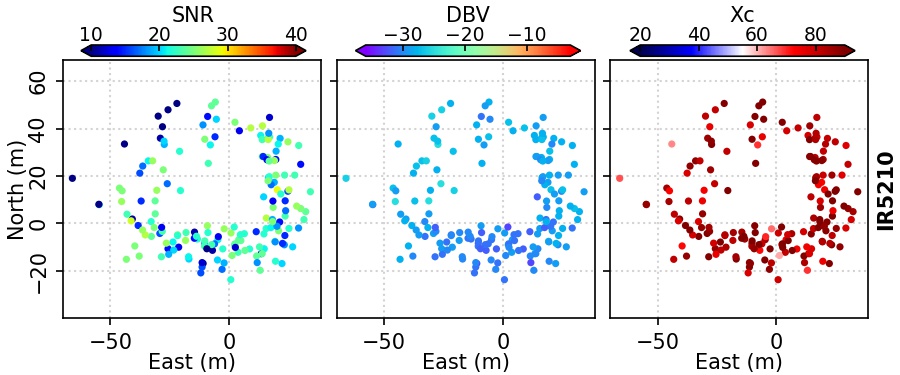 SNR
DBV
Xc
10 20 30 40
−30 −20 −10
20 40 60 80
60
40
20
0
−20
North (m)
−50 0
−50 0
−50 0
East (m)
East (m)
East (m)
IR5210